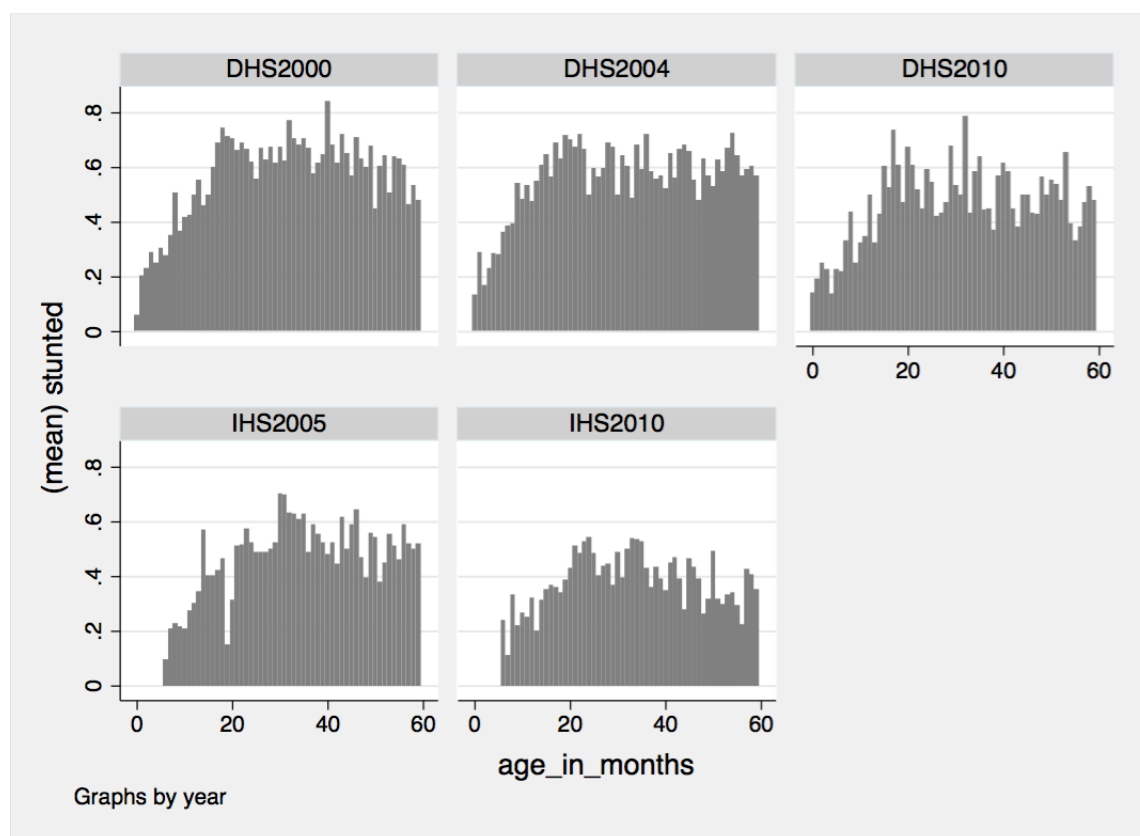 DHS2000 DHS2004 DHS2010
.8
.6
.4
.2
0
0 20 40 60
IHS2005 IHS2010
.8
.6
.4
.2
0
0 20 40 60 0 20 40 60
(mean) stunted
age_in_months
Graphs by year